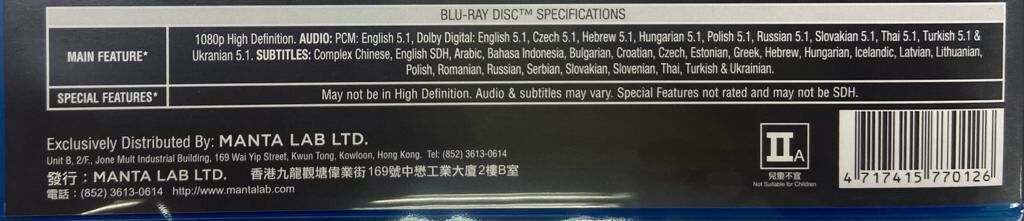 BLU-RAY DISC™ SPECIFICATIONS
MAIN FEATURE*
1080p High Definition. AUDIO: PCM: English 5.1, Dolby Digital: English 5.1, Czech 5.1, Hebrew 5.1, Hungarian 5.1, Polish 5.1, Russian 5.1, Slovakian 5.1, Thai 5.1, Turkish 5.1 &
Ukranian 5.1. SUBTITLES: Complex Chinese, English SDH, Arabic, Bahasa Indonesia, Bulgarian, Croatian, Czech, Estonian, Greek, Hebrew, Hungarian, Icelandic, Latvian, Lithuanian,
Polish, Romanian, Russian, Serbian, Slovakian, Slovenian, Thai, Turkish & Ukrainian.
SPECIAL FEATURES*
May not be in High Definition. Audio & subtitles may vary. Special Features not rated and may not be SDH.
Exclusively Distributed By: MANTA LAB LTD.
Unit B, 2/F., Jone Mult Industrial Building, 169 Wai Yip Street, Kwun Tong, Kowloon, Hong Kong. Tel: (852) 3613-0614
發行：MANTA LAB LTD. 香港九龍觀塘偉業街169號中懋工業大廈2樓B室
電話：(852) 3613-0614 http://www.mantalab.com
IIA
兒童不宜
Not Suitable for Children
4 717415 770126